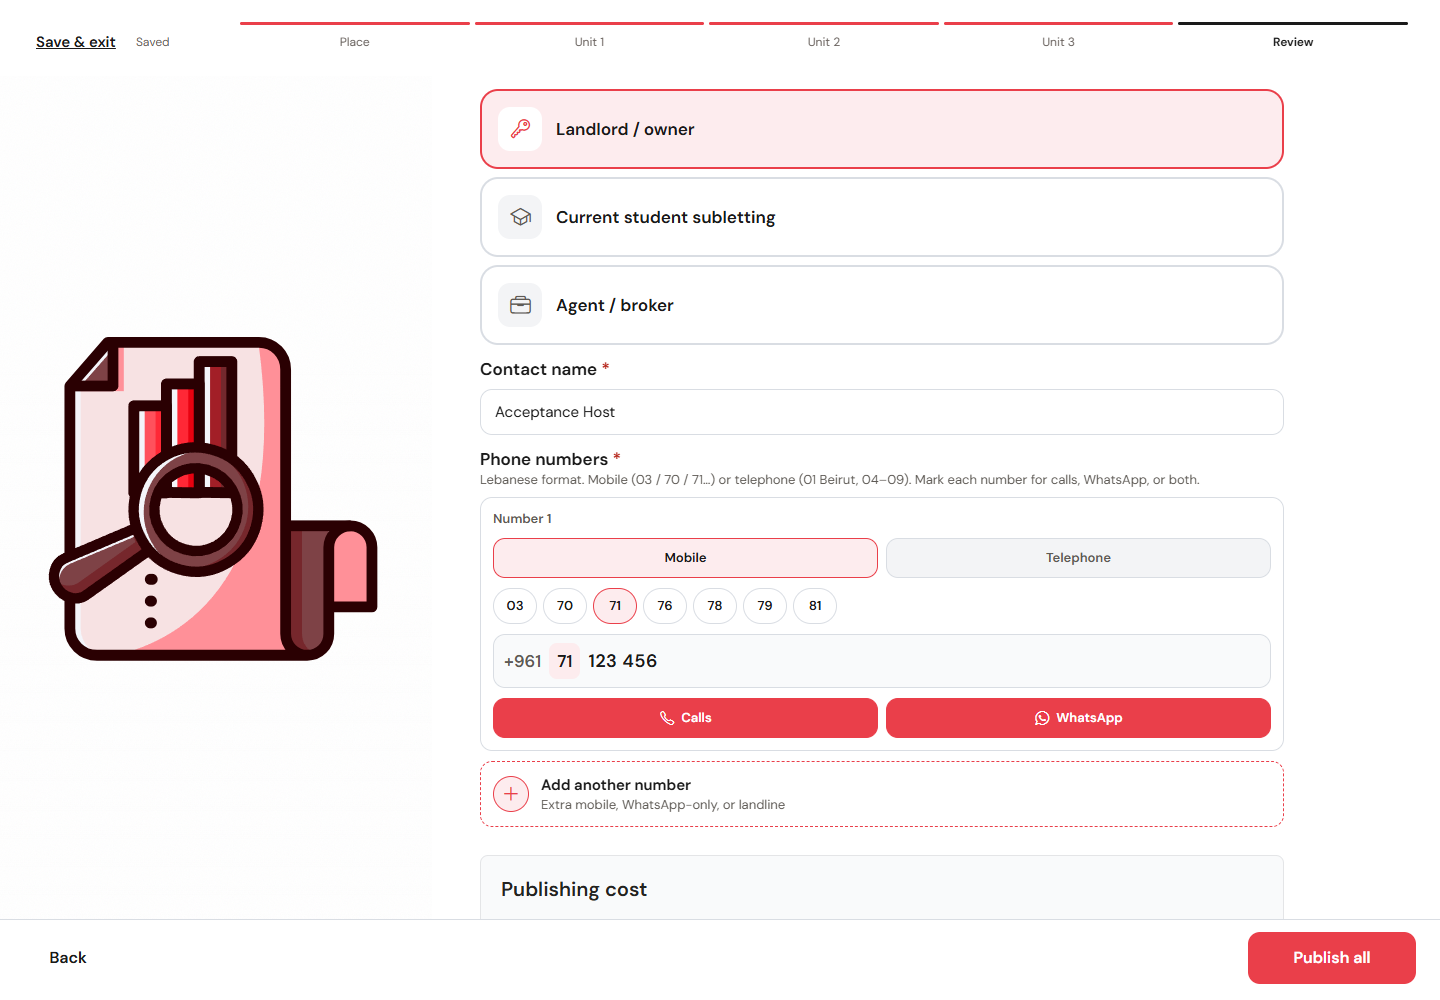 Save & exit
Saved
Place
Unit 1
Unit 2
Unit 3
Review
Landlord / owner
Current student subletting
Agent / broker
Contact name *
Acceptance Host
Phone numbers *
Lebanese format. Mobile (03 / 70 / 71…) or telephone (01 Beirut, 04–09). Mark each number for calls, WhatsApp, or both.
Number 1
Mobile
Telephone
03
70
71
76
78
79
81
+961 71 123 456
Calls
WhatsApp
Add another number
Extra mobile, WhatsApp-only, or landline
Publishing cost
Back
Publish all